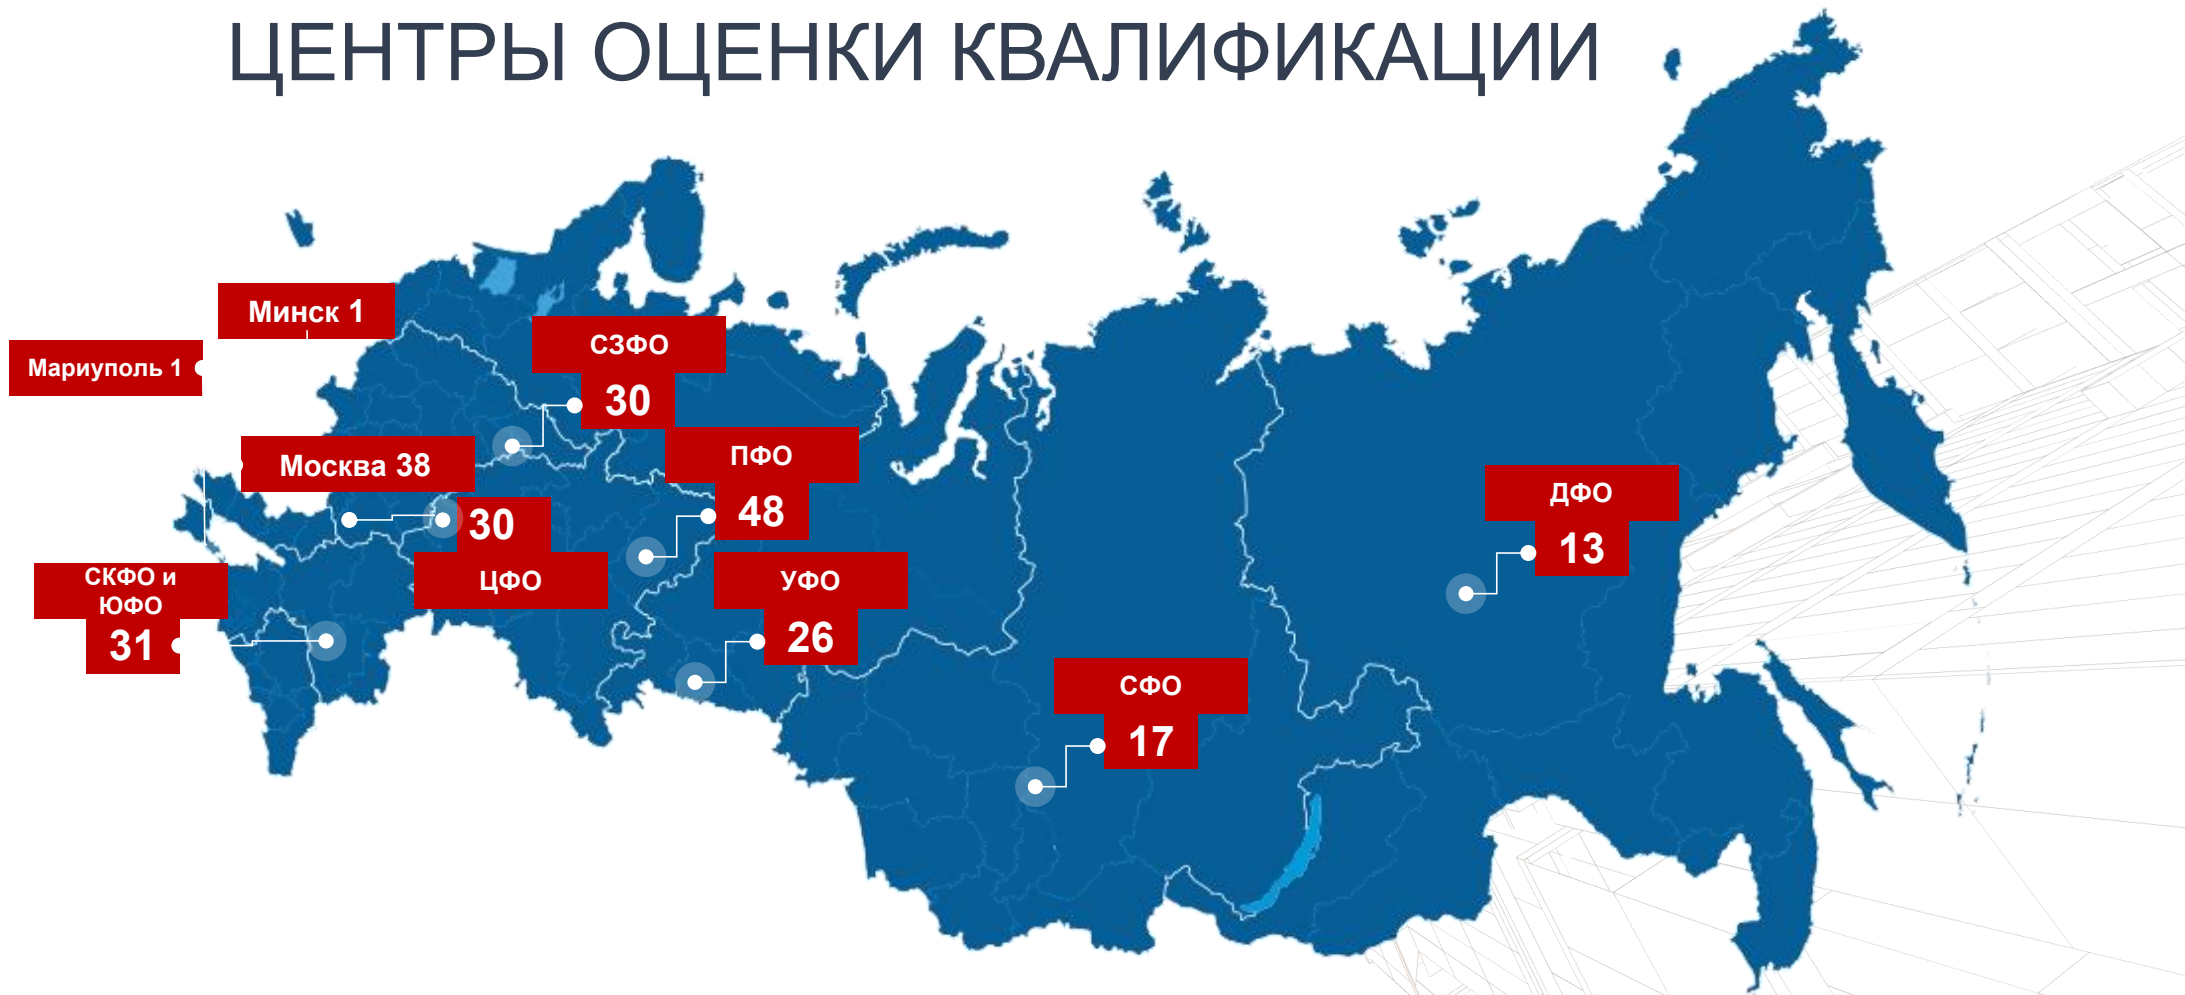 ЦЕНТРЫ ОЦЕНКИ КВАЛИФИКАЦИИ
Минск 1
Мариуполь 1
СЗФО
30
Москва 38
ПФО
48
30
ЦФО
СКФО и
ЮФО
31
УФО
26
ДФО
13
СФО
17